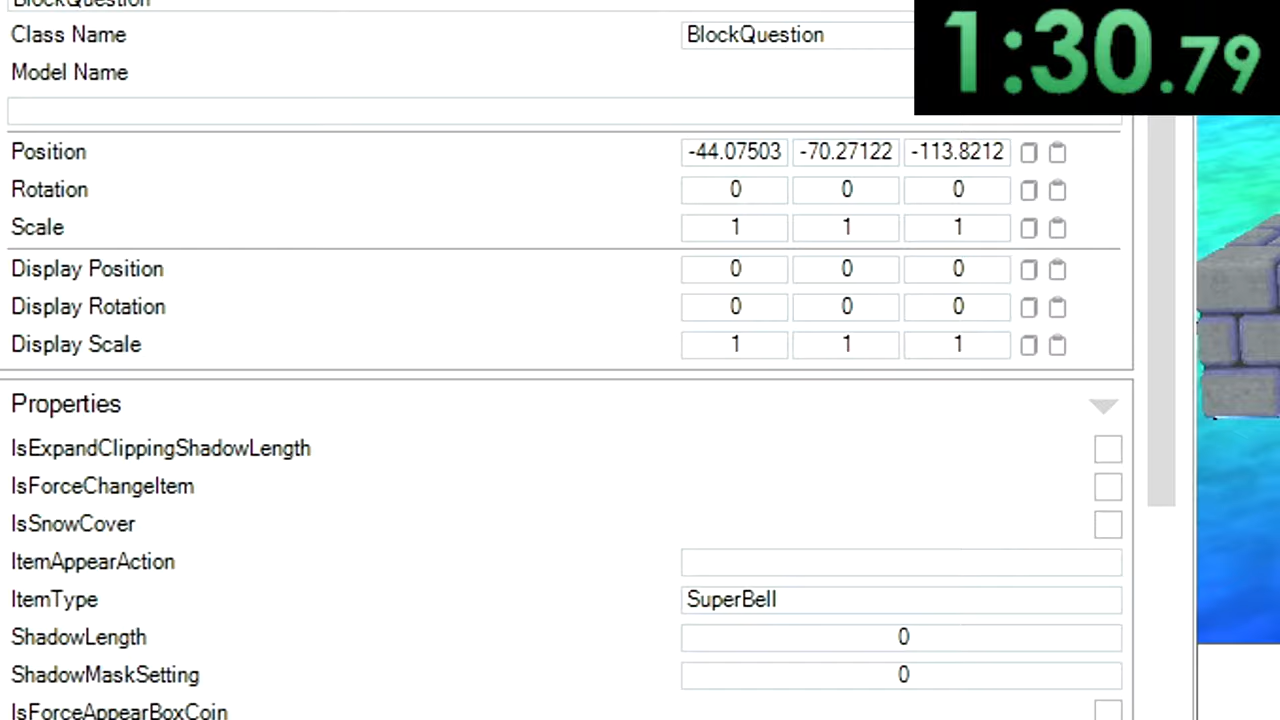 BlockQuestion
Class Name BlockQuestion
1:30.79
Model Name
Position -44.07503 -70.27122 -113.8212
Rotation 0 0 0
Scale 1 1 1
Display Position 0 0 0
Display Rotation 0 0 0
Display Scale 1 1 1
Properties
IsExpandClippingShadowLength
IsForceChangeItem
IsSnowCover
ItemAppearAction
ItemType SuperBell
ShadowLength 0
ShadowMaskSetting 0
IsForceAppearBoxCoin